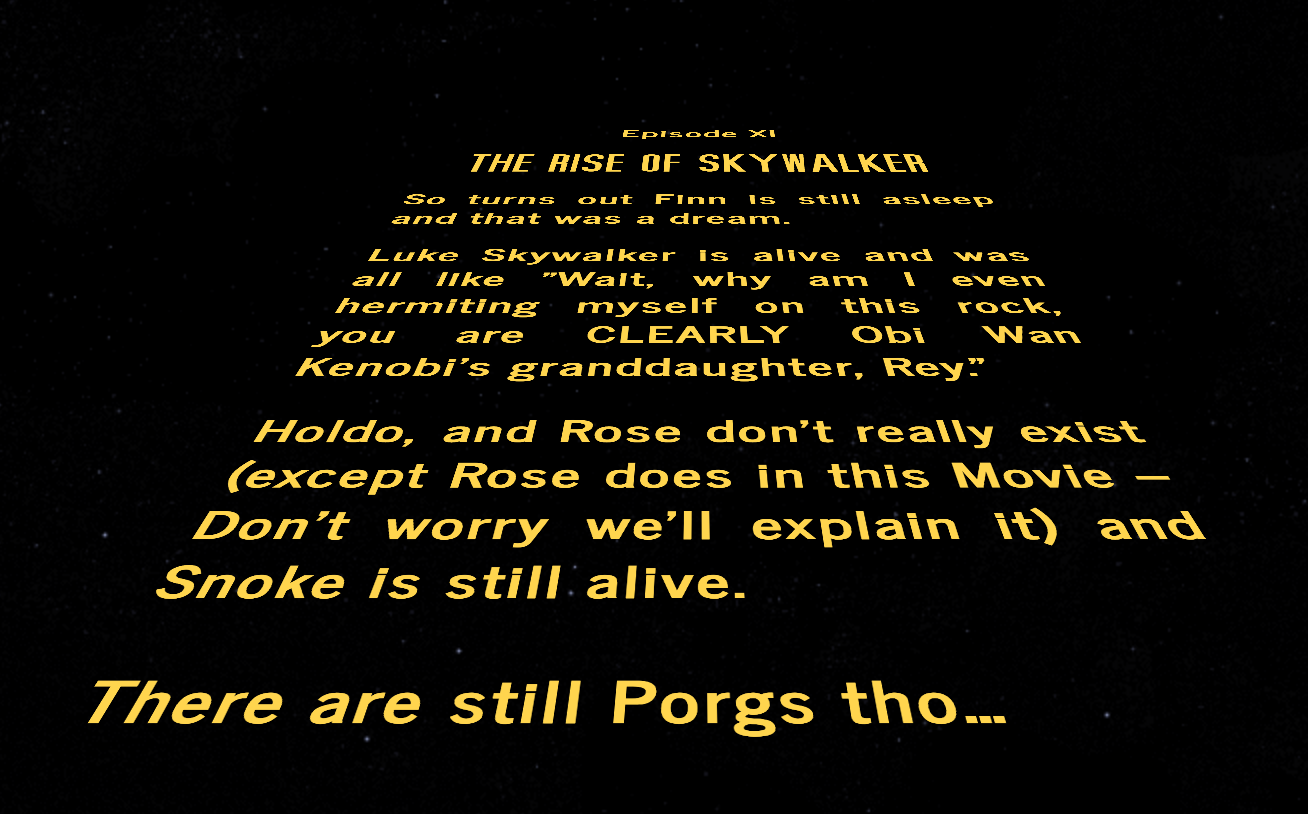 Episode XI
THE RISE OF SKYWALKER
So turns out Finn is still asleep
and that was a dream.
Luke Skywalker is alive and was
all like "Wait, why am I even
hermiting myself on this rock,
you are CLEARLY Obi Wan
Kenobi’s granddaughter, Rey.”
Holdo, and Rose don’t really exist
(except Rose does in this Movie –
Don’t worry we’ll explain it) and
Snoke is still alive.
There are still Porgs tho…